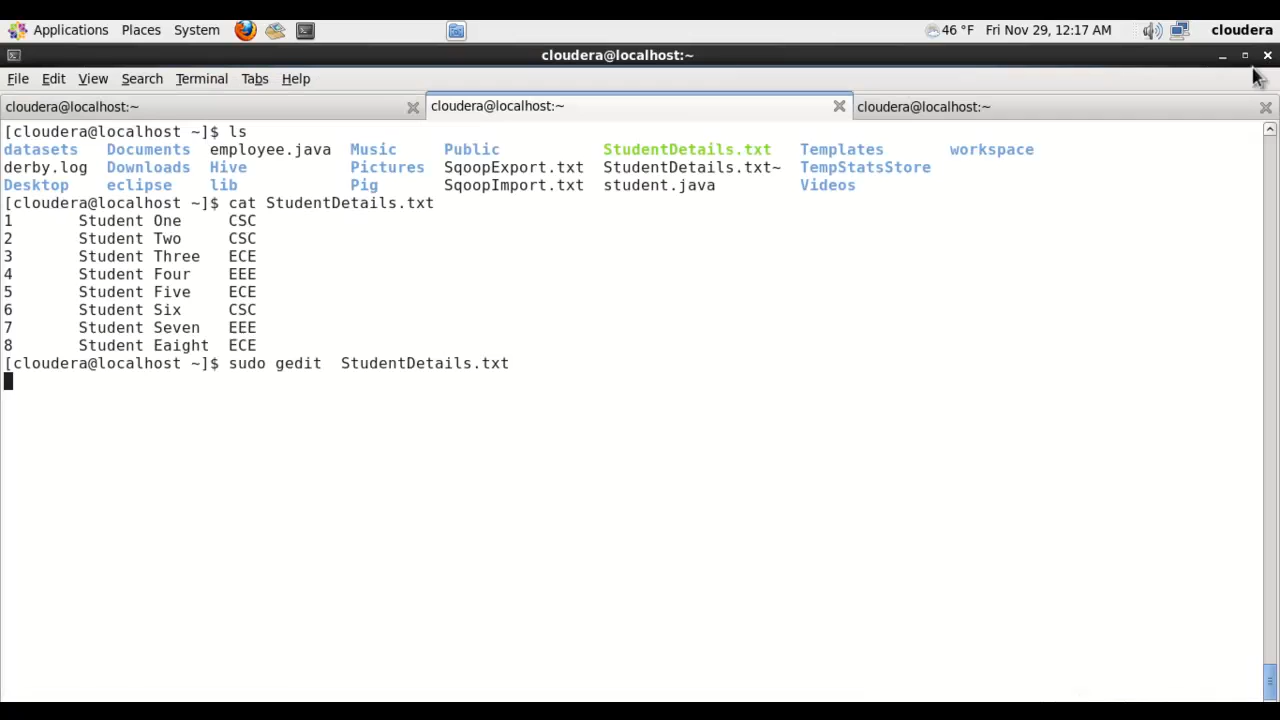 Applications Places System 46 °F Fri Nov 29, 12:17 AM cloudera
cloudera@localhost:~
File Edit View Search Terminal Tabs Help
cloudera@localhost:~ cloudera@localhost:~ cloudera@localhost:~
[cloudera@localhost ~]$ ls
datasets Documents employee.java Music Public StudentDetails.txt Templates workspace
derby.log Downloads Hive Pictures SqoopExport.txt StudentDetails.txt~ TempStatsStore
Desktop eclipse lib Pig SqoopImport.txt student.java Videos
[cloudera@localhost ~]$ cat StudentDetails.txt
1 Student One CSC
2 Student Two CSC
3 Student Three ECE
4 Student Four EEE
5 Student Five ECE
6 Student Six CSC
7 Student Seven EEE
8 Student Eaight ECE
[cloudera@localhost ~]$ sudo gedit  StudentDetails.txt